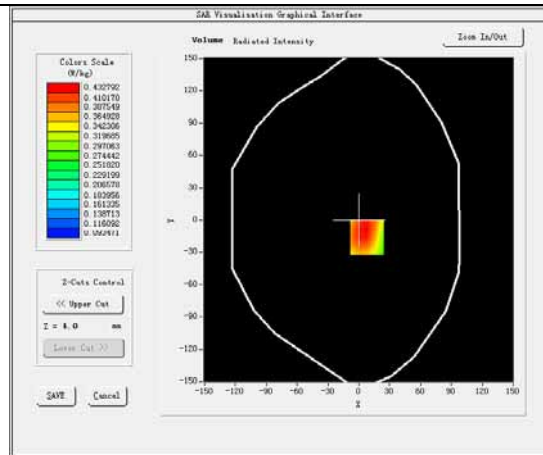 SAR Visualisation Graphical Interface
Volume Radiated Intensity
Zoom In/Out
Colors Scale
(W/kg)
0.432792
0.410170
0.387549
0.364928
0.342306
0.319685
0.297063
0.274442
0.251820
0.229199
0.206578
0.183956
0.161335
0.138713
0.116092
0.093471
Z-Cuts Control
<< Upper Cut
Z = 4.0 mm
Lower Cut >>
SAVE Cancel
150
120
90
60
30
0
-30
-60
-90
-120
-150
Y
-150 -120 -90 -60 -30 0 30 60 90 120 150
X